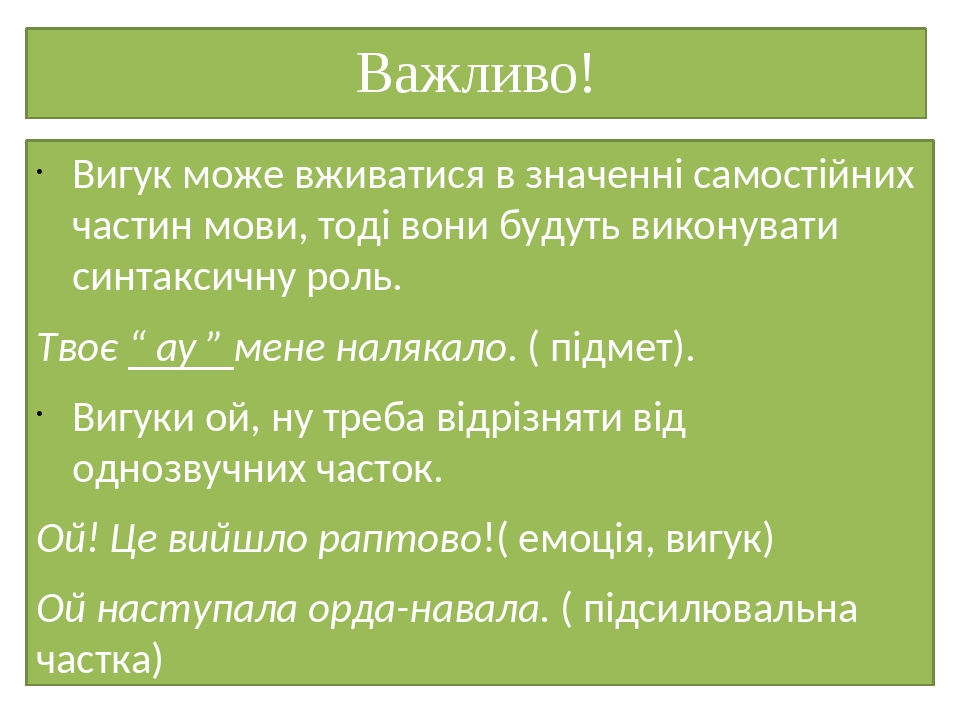 Важливо!
• Вигук може вживатися в значенні самостійних
частин мови, тоді вони будуть виконувати
синтаксичну роль.
Твоє “ ау ” мене налякало. ( підмет).
• Вигуки ой, ну треба відрізняти від
однозвучних часток.
Ой! Це вийшло раптово!( емоція, вигук)
Ой наступала орда-навала. ( підсилювальна
частка)